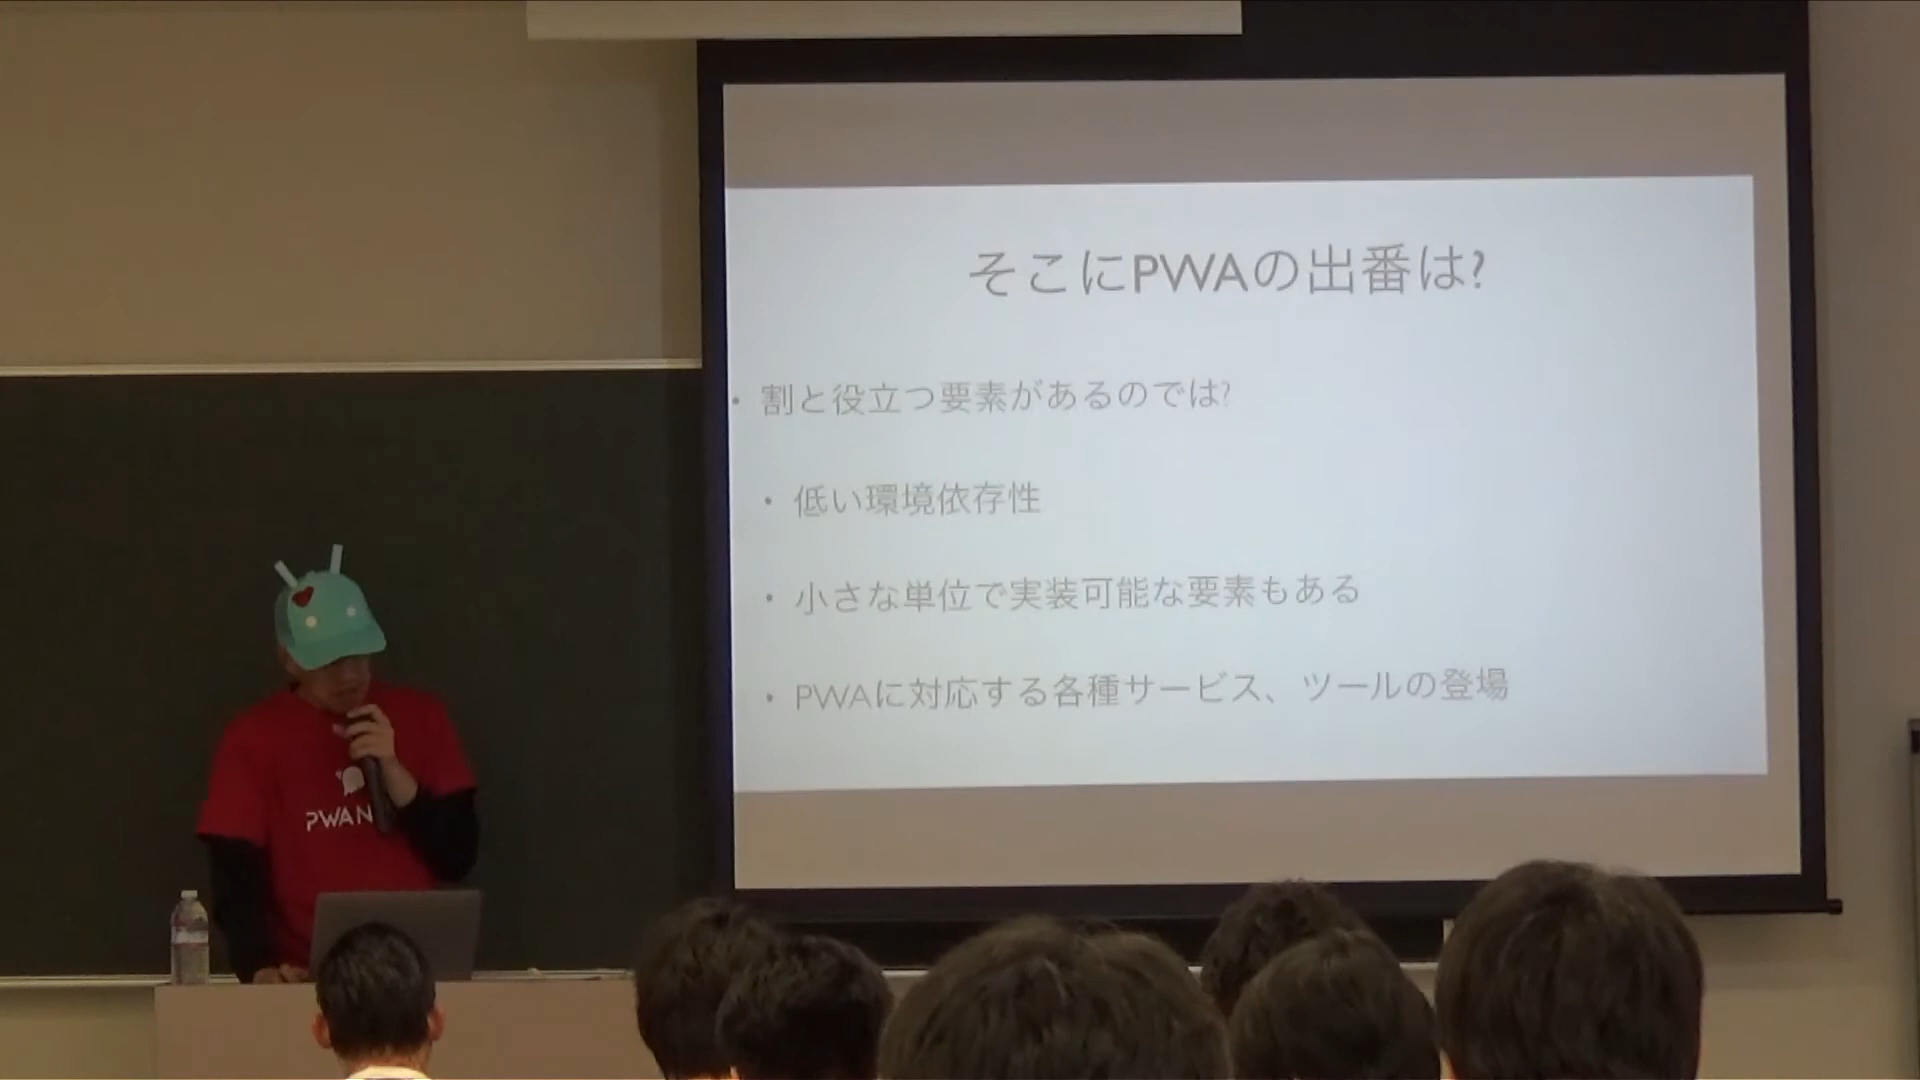 そこにPWAの出番は?
• 割と役立つ要素があるのでは?
• 低い環境依存性
• 小さな単位で実装可能な要素もある
• PWAに対応する各種サービス、ツールの登場
PWA N